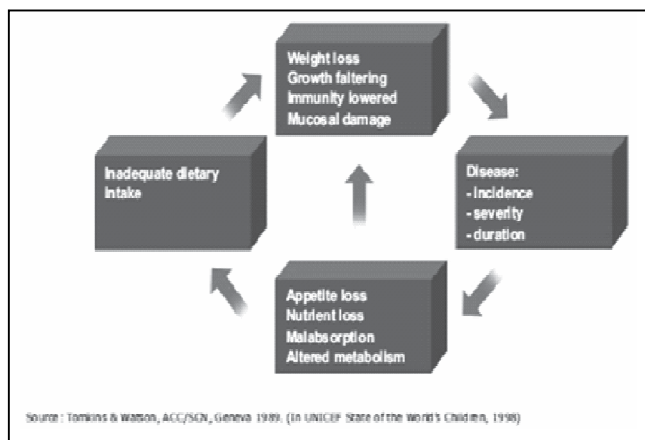 Weight loss
Growth faltering
Immunity lowered
Mucosal damage
Inadequate dietary
Intake
Disease:
- incidence
- severity
- duration
Appetite loss
Nutrient loss
Malabsorption
Altered metabolism
Source: Tomkins & Watson, ACC/SCN, Geneva 1989. (In UNICEF State of the World's Children, 1998)